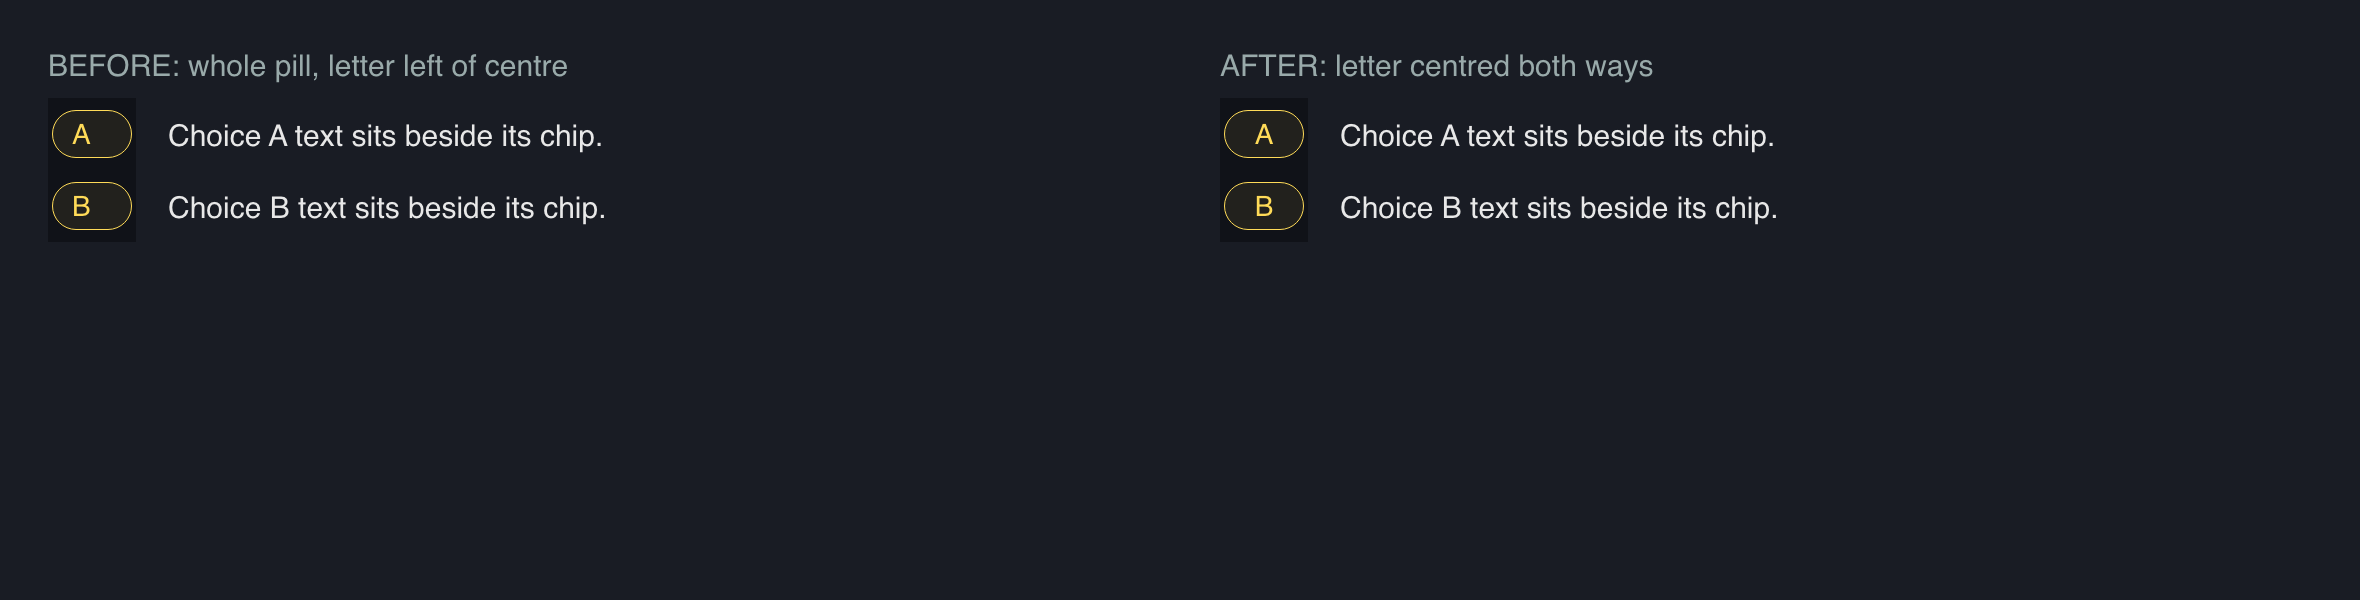 BEFORE: whole pill, letter left of centre
A Choice A text sits beside its chip.
B Choice B text sits beside its chip.
AFTER: letter centred both ways
A Choice A text sits beside its chip.
B Choice B text sits beside its chip.